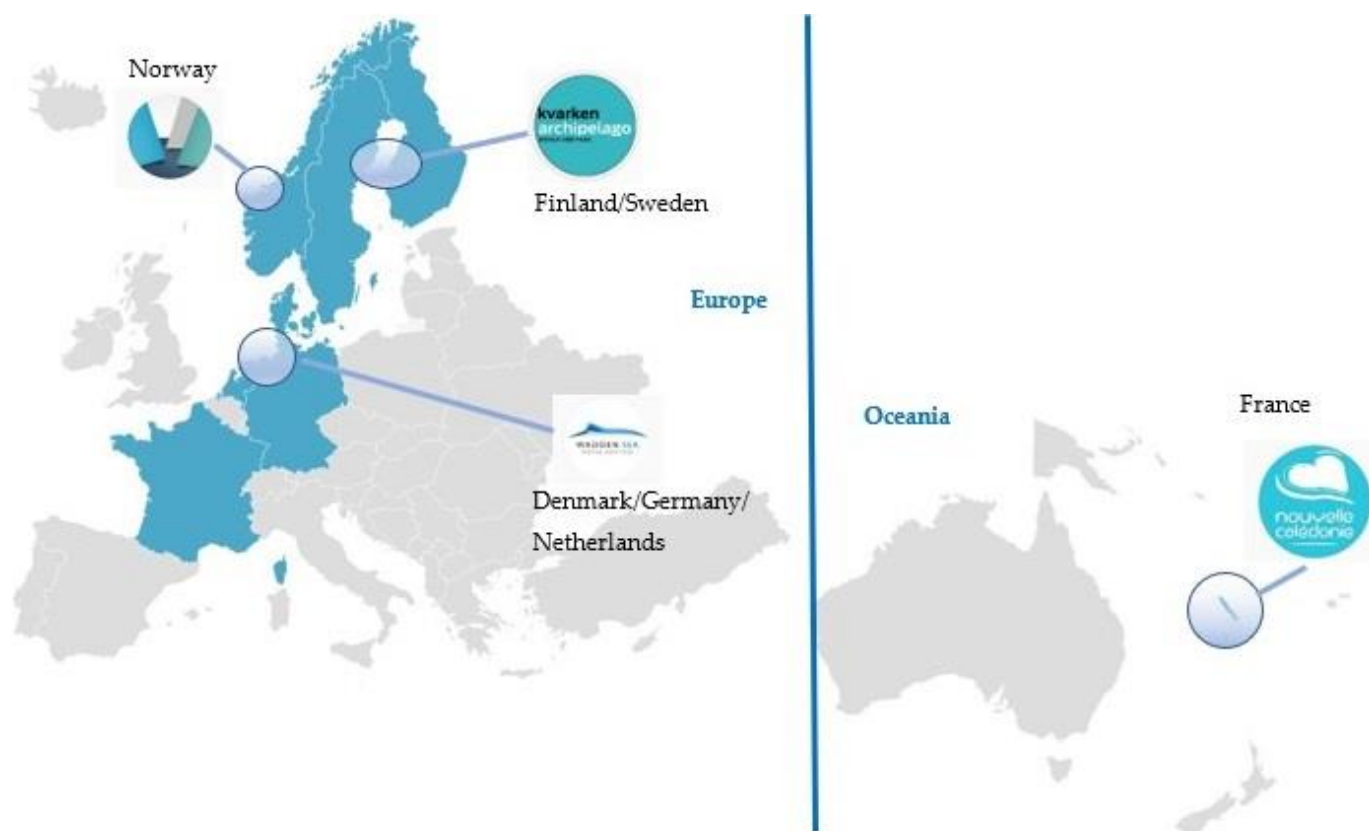 Norway
kvarken
archipelago
Finland/Sweden
Europe
WADDEN SEA
Denmark/Germany/
Netherlands
Oceania
France
nouvelle
calédonie